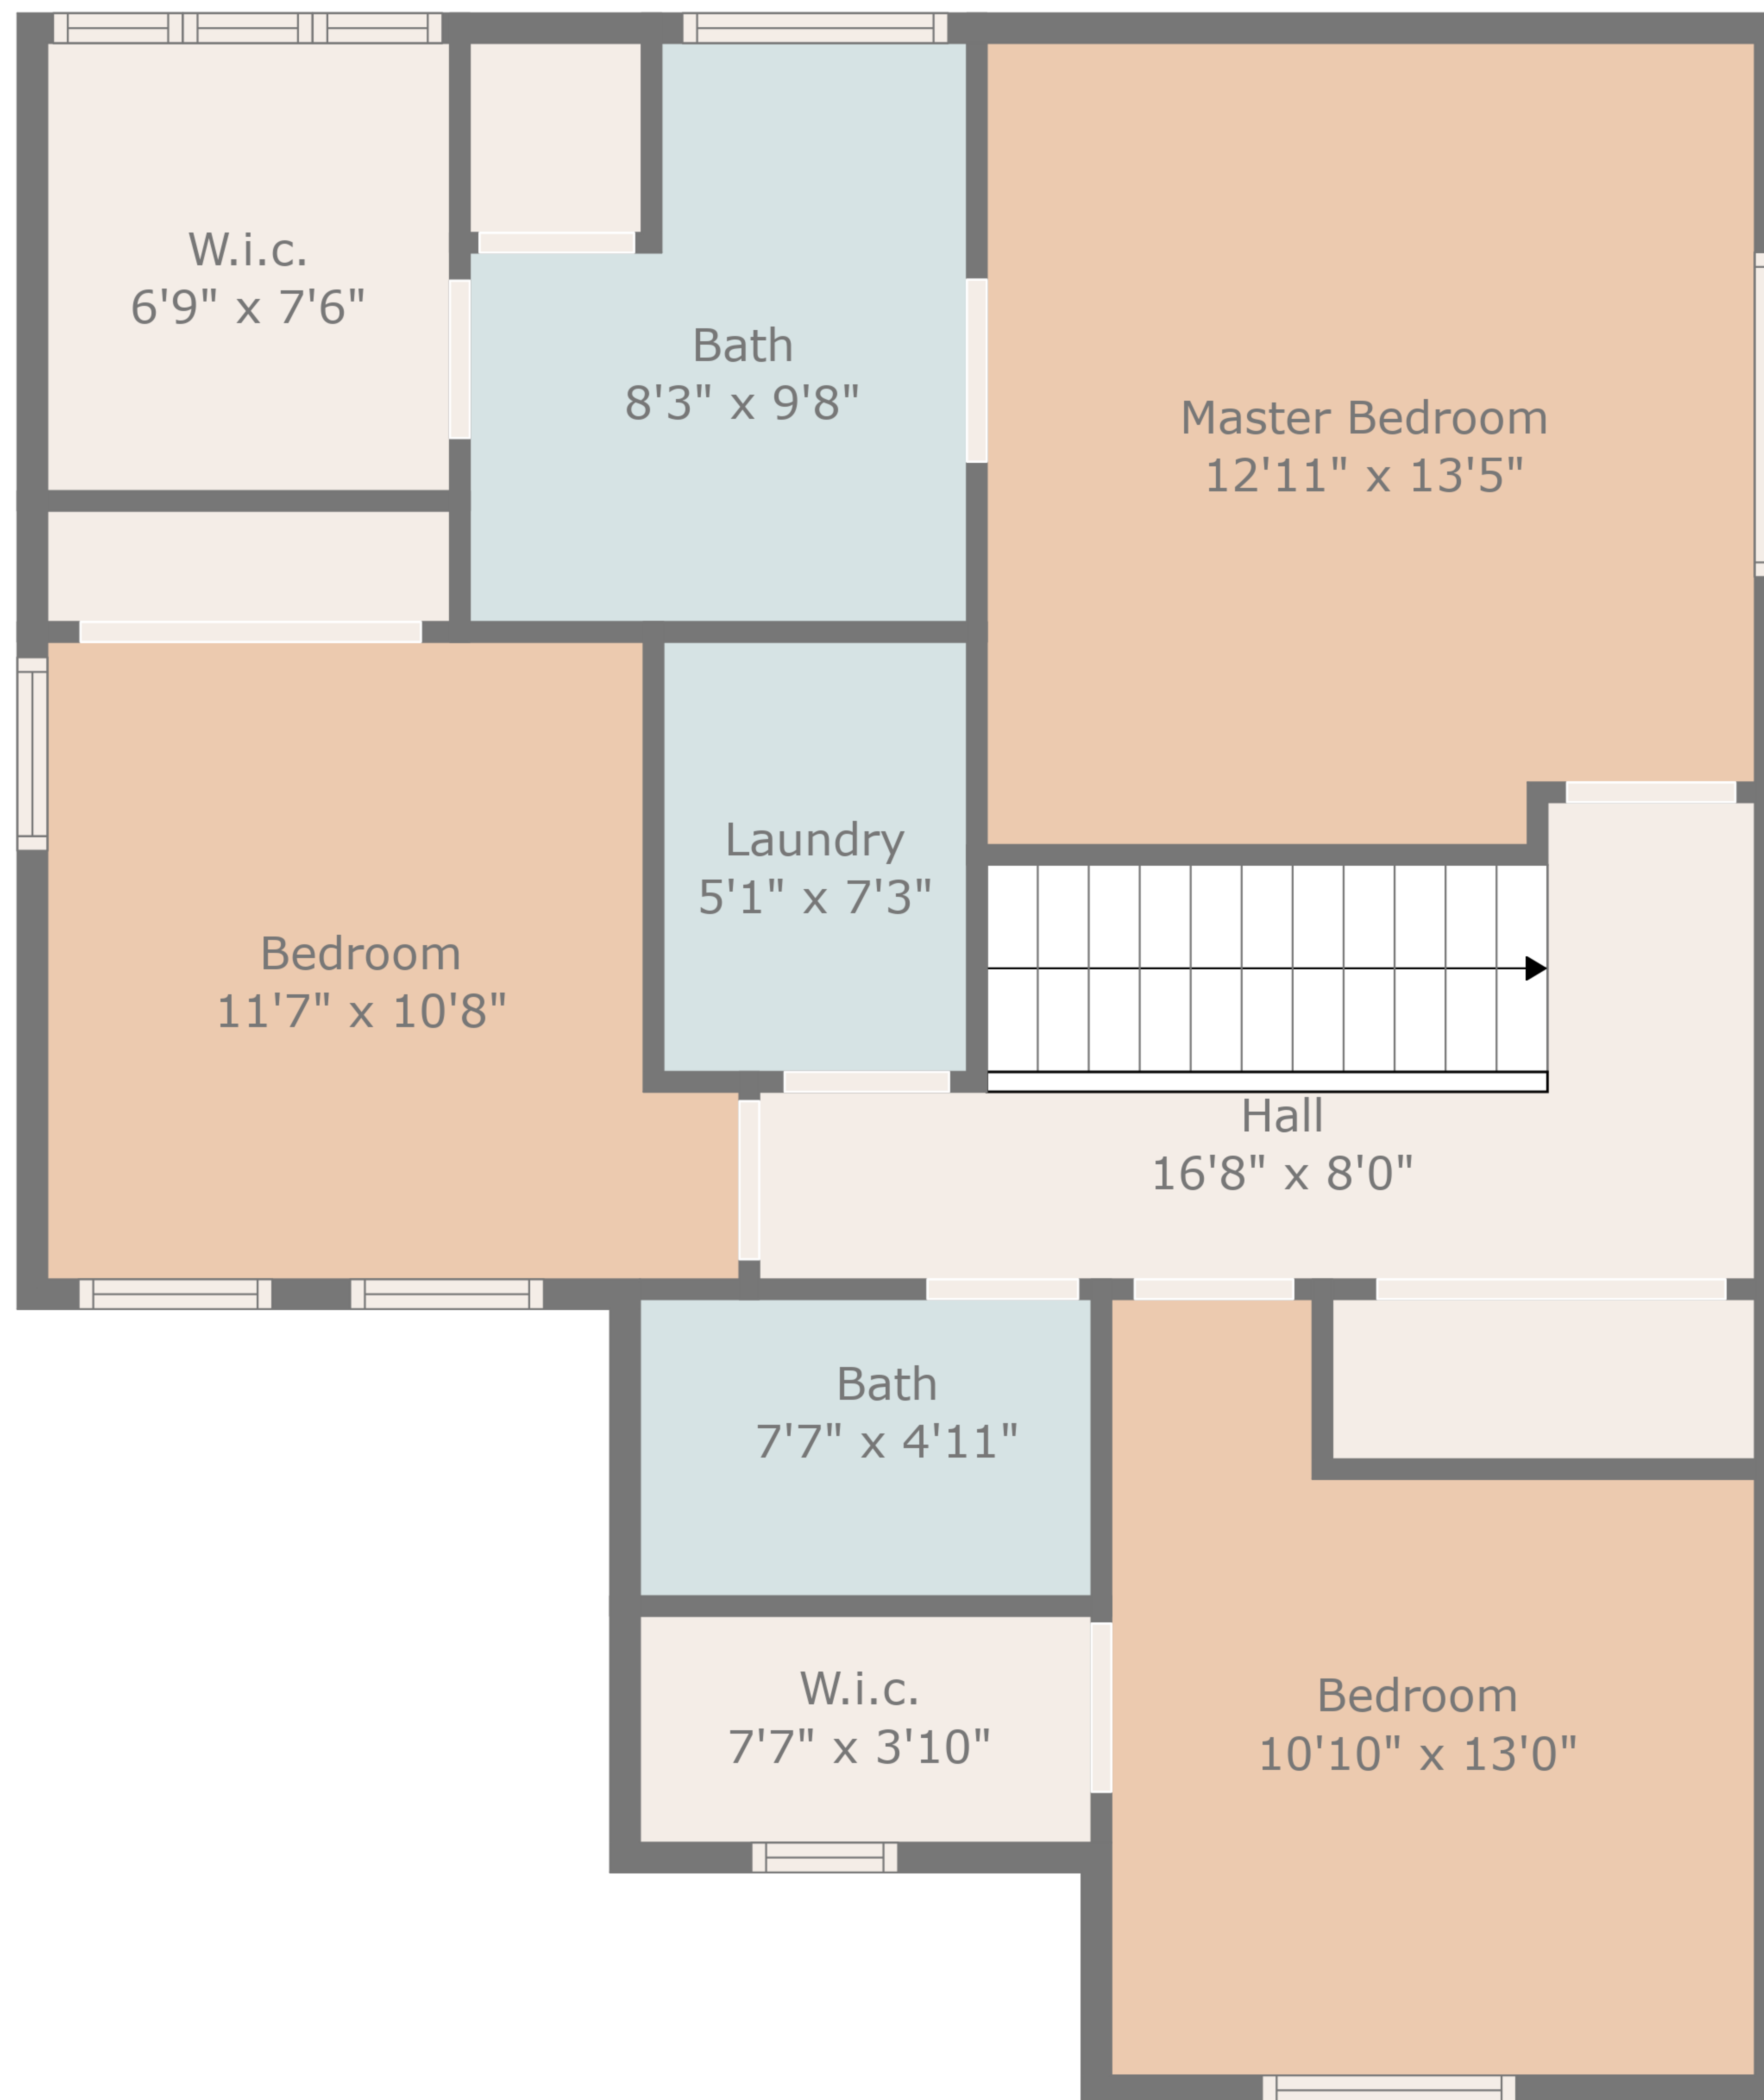 W.i.c.
6'9" x 7'6"
Bath
8'3" x 9'8"
Master Bedroom
12'11" x 13'5"
Laundry
5'1" x 7'3"
Bedroom
11'7" x 10'8"
Hall
16'8" x 8'0"
Bath
7'7" x 4'11"
W.i.c.
7'7" x 3'10"
Bedroom
10'10" x 13'0"